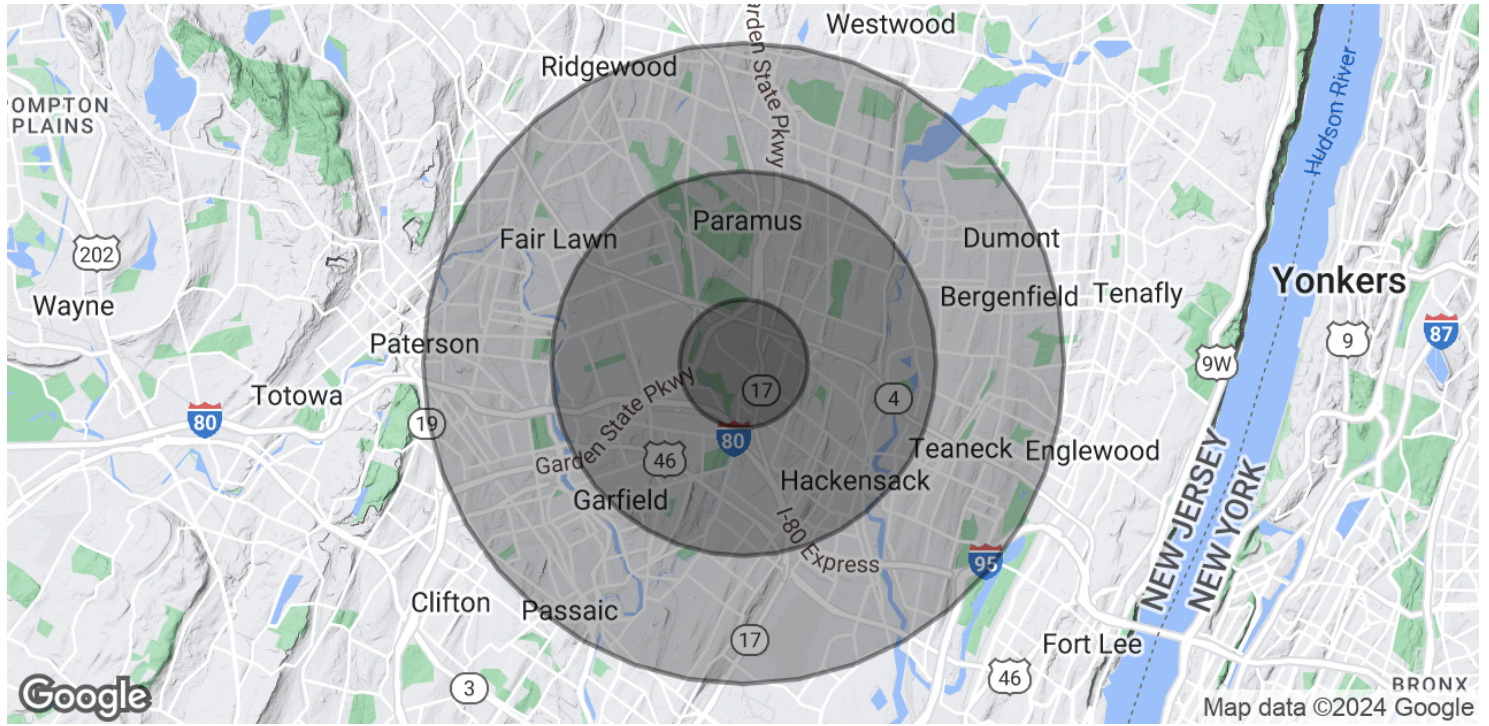 Westwood
arden State Pkwy
Ridgewood
OMPTON
PLAINS
Hudson River
Paramus
Fair Lawn
Dumont
202
Yonkers
Bergenfield
Tenafly
Wayne
9
87
Paterson
9W
17
Totowa
4
80
19
Garden State Pkwy
80
Teaneck
Englewood
46
Hackensack
Garfield
NEW JERSEY
NEW YORK
I-80 Express
95
Clifton
Passaic
17
Fort Lee
46
3
BRONX
Google
Map data ©2024 Google